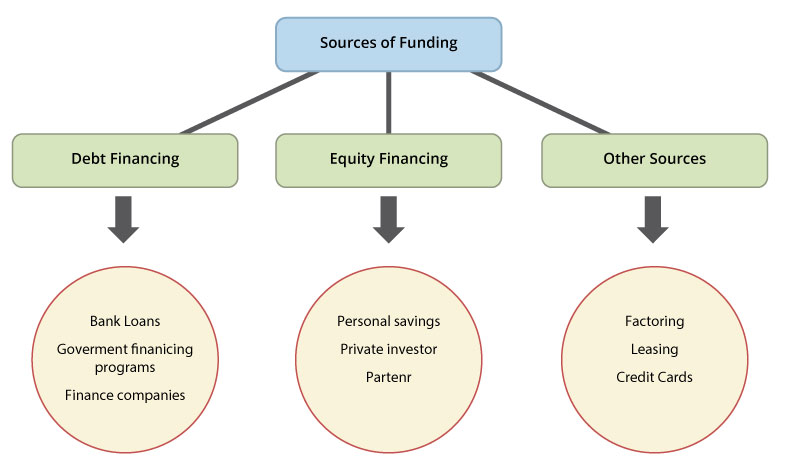 Sources of Funding
Debt Financing
Equity Financing
Other Sources
Bank Loans
Goverment financicing
programs
Finance companies
Personal savings
Private investor
Partenr
Factoring
Leasing
Credit Cards